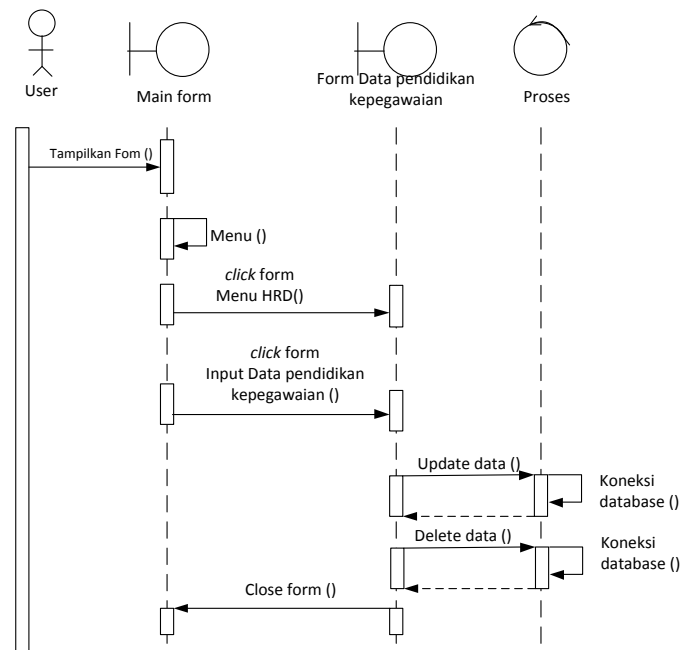 User
Main form
Form Data pendidikan
kepegawaian
Proses
Tampilkan Fom ()
Menu ()
click form
Menu HRD()
click form
Input Data pendidikan
kepegawaian ()
Update data ()
Koneksi
database ()
Delete data ()
Koneksi
database ()
Close form ()